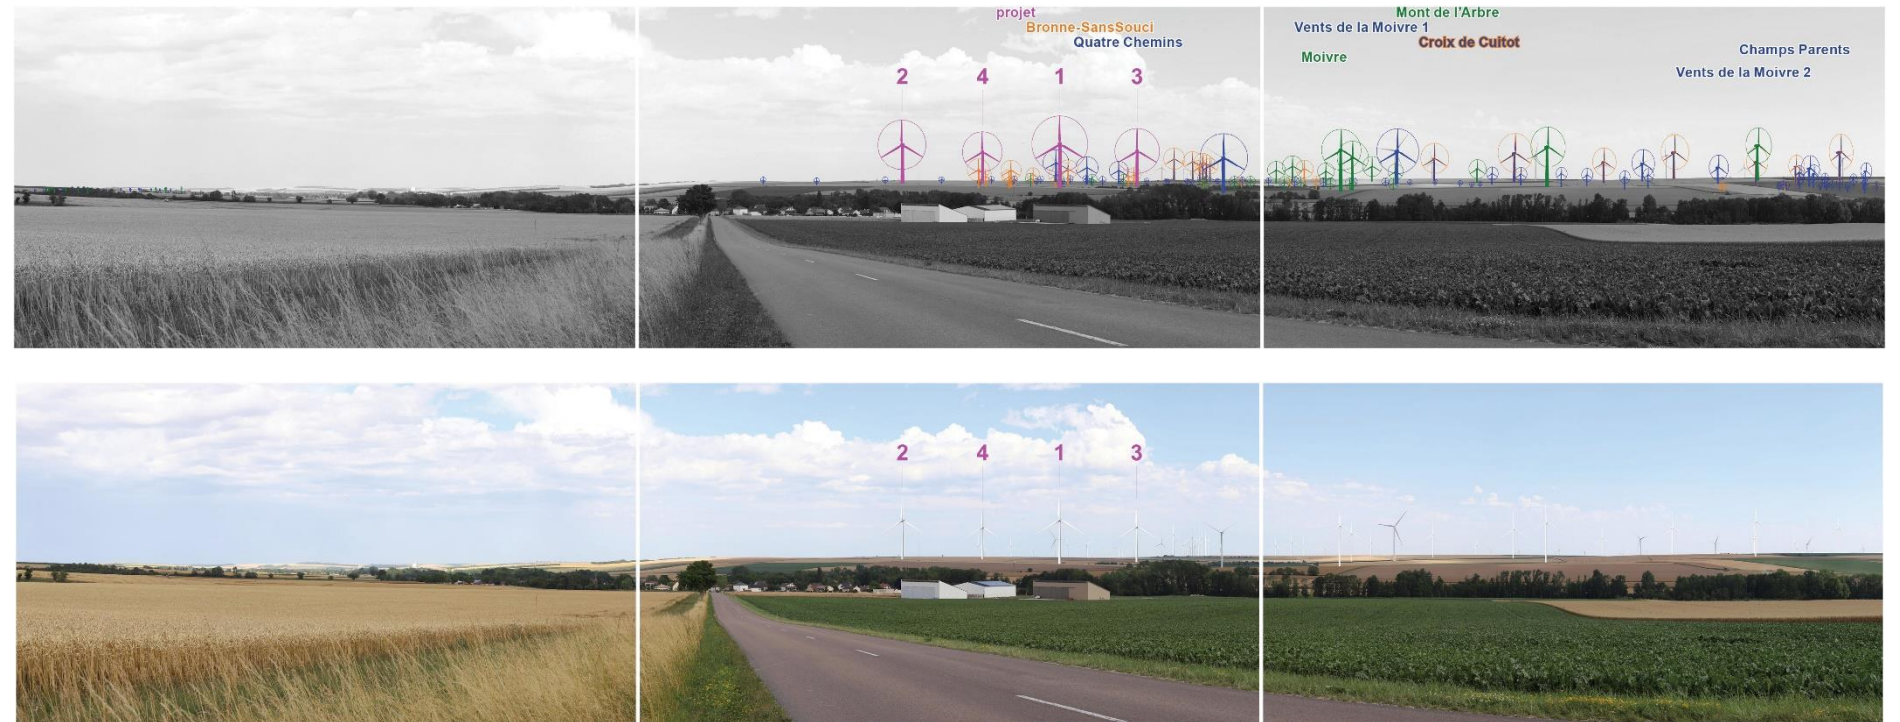 projet
Bronne-SansSouci
Quatre Chemins
2 4 1 3
Mont de l'Arbre
Vents de la Moivre 1
Croix de Cuitot
Moivre
Champs Parents
Vents de la Moivre 2
2 4 1 3